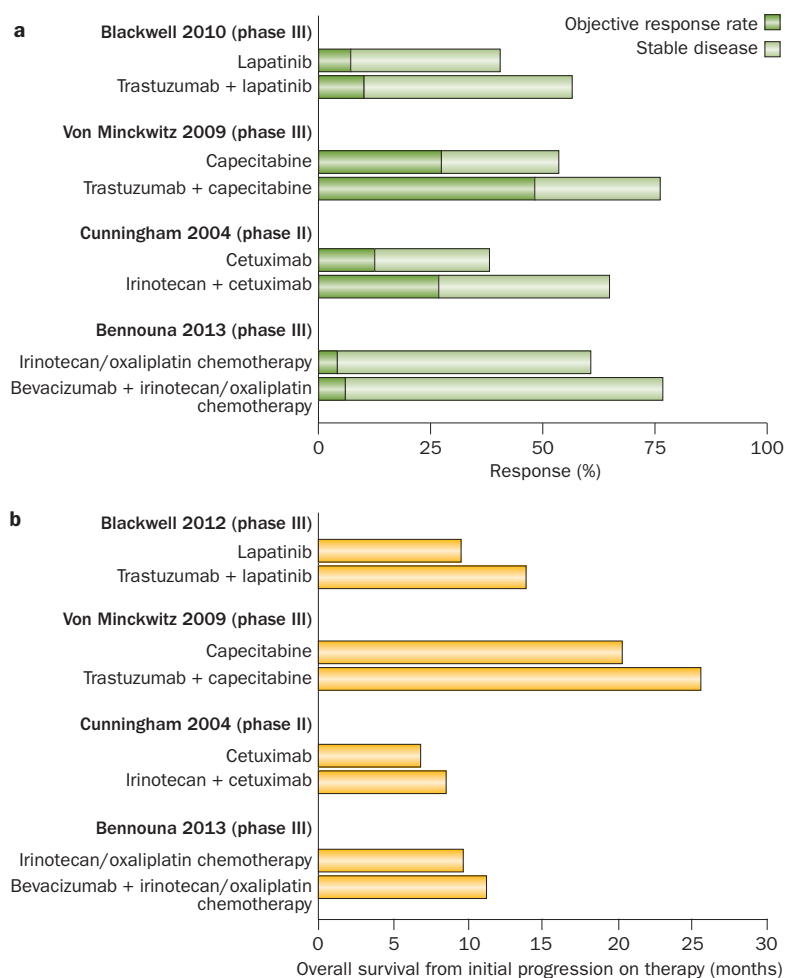 a
Blackwell 2010 (phase III)
Objective response rate
Stable disease
Lapatinib
Trastuzumab + lapatinib
Von Minckwitz 2009 (phase III)
Capecitabine
Trastuzumab + capecitabine
Cunningham 2004 (phase II)
Cetuximab
Irinotecan + cetuximab
Bennouna 2013 (phase III)
Irinotecan/oxaliplatin chemotherapy
Bevacizumab + irinotecan/oxaliplatin
chemotherapy
0 25 50 75 100
Response (%)
b
Blackwell 2012 (phase III)
Lapatinib
Trastuzumab + lapatinib
Von Minckwitz 2009 (phase III)
Capecitabine
Trastuzumab + capecitabine
Cunningham 2004 (phase II)
Cetuximab
Irinotecan + cetuximab
Bennouna 2013 (phase III)
Irinotecan/oxaliplatin chemotherapy
Bevacizumab + irinotecan/oxaliplatin
chemotherapy
0 5 10 15 20 25 30
Overall survival from initial progression on therapy (months)